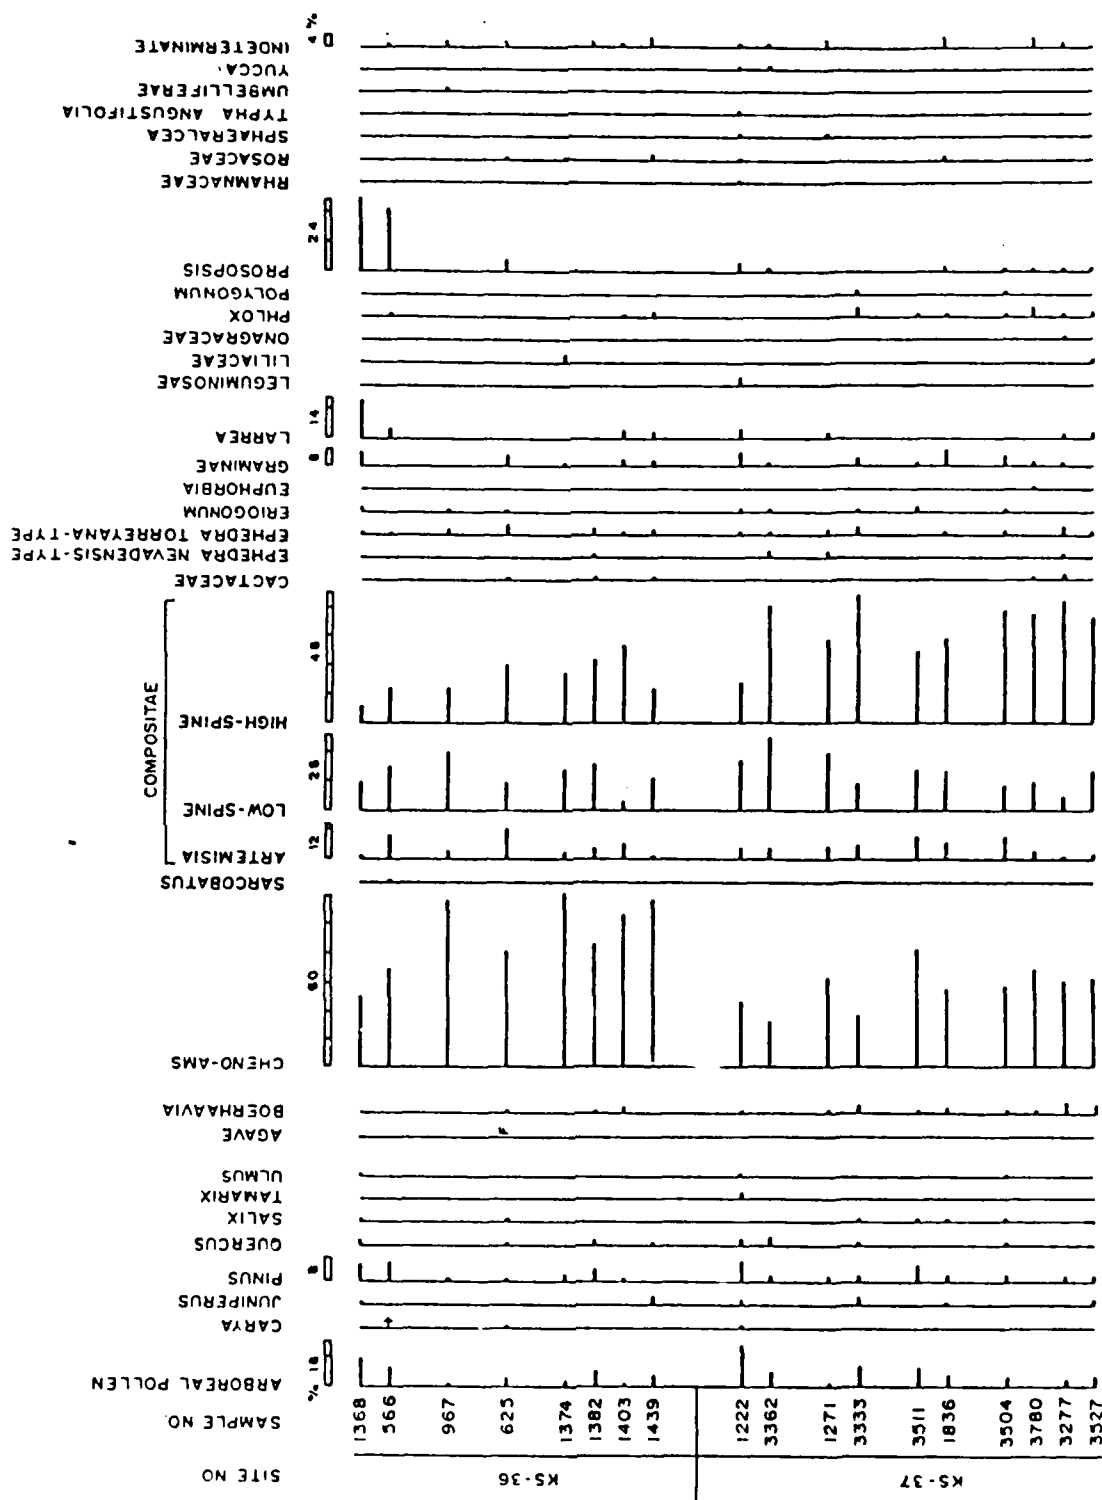 SITE NO
SAMPLE NO.
ARBOREAL POLLEN
CARYA
JUNIPERUS
PINUS
QUERCUS
SALIX
TAMARIX
ULMUS
AGAVE
BOERHAAVIA
CHENO-AMS
SARCOBATUS
COMPOSITAE
ARTEMISIA
LOW-SPINE
HIGH-SPINE
CACTACEAE
EPHEDRA NEVADENSIS-TYPE
EPHEDRA TORREYANA-TYPE
ERIOGONUM
EUPHORBIA
GRAMINAE
LARREA
LEGUMINOSAE
LILIACEAE
ONAGRACEAE
PHLOX
POLYGONUM
PROSOPSIS
RHAMNACEAE
ROSACEAE
SPHAERALCEA
TYPHA ANGUSTIFOLIA
UMBELLIFERAE
YUCCA
INDETERMINATE
% 18
8
60
12
28
48
14
24
4 %
KS-36
1368
566
967
625
1374
1382
1403
1439
KS-37
1222
3362
1271
3333
3511
1836
3504
3780
3277
3527